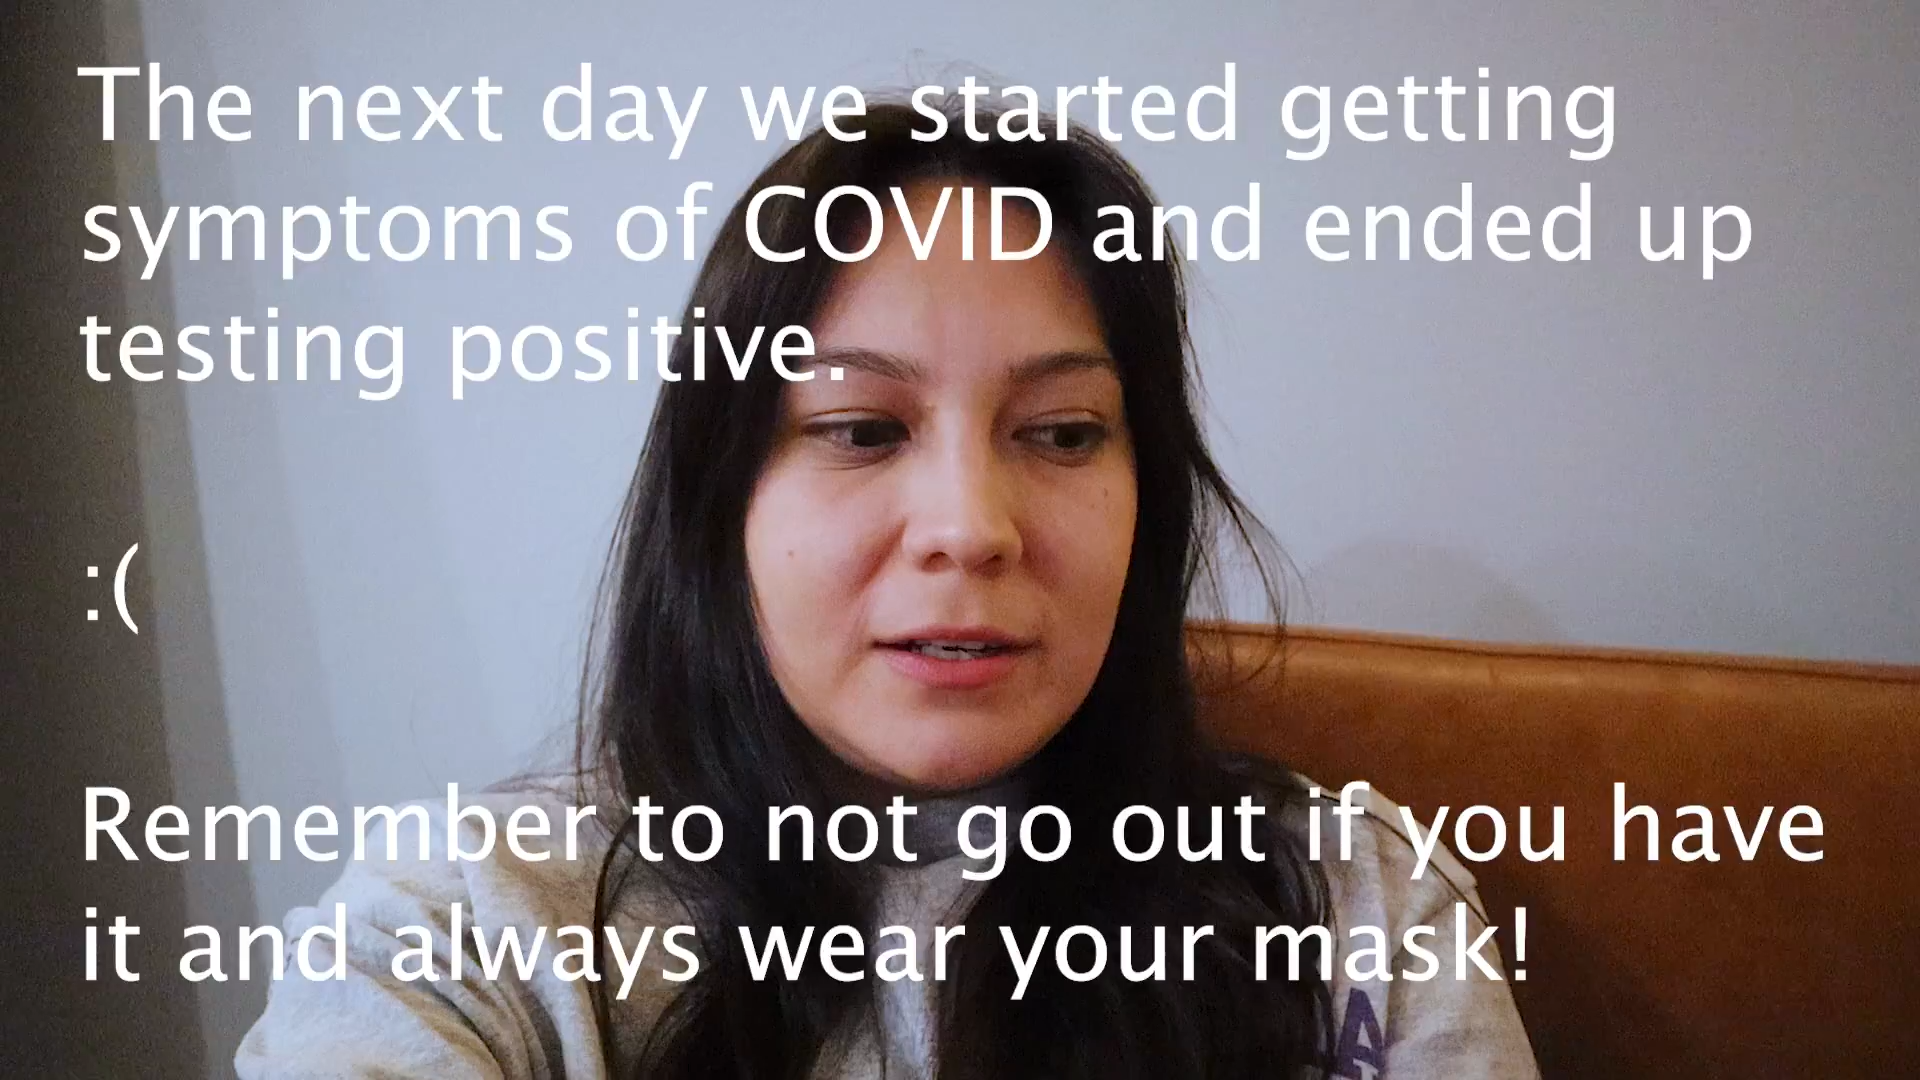 The next day we started getting
symptoms of COVID and ended up
testing positive.
:(
Remember to not go out if you have
it and always wear your mask!